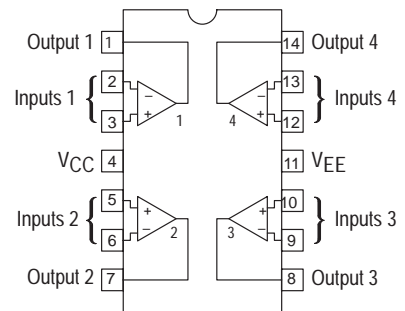 Output 1 1 14 Output 4
2 13
Inputs 1 { − − } Inputs 4
3 + + 12
1 4
VCC 4 11 VEE
5 + + 10
Inputs 2 { 2 3 } Inputs 3
6 − − 9
Output 2 7 8 Output 3